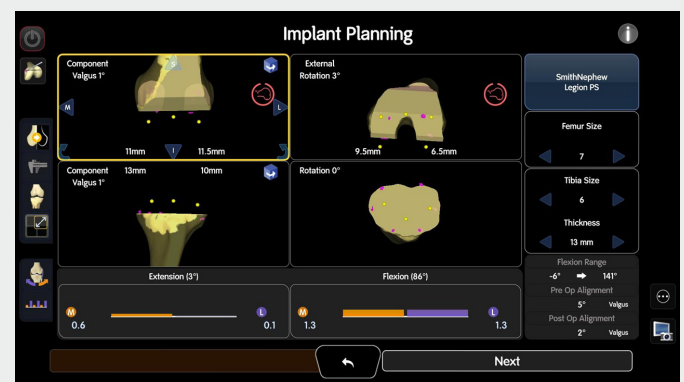 Implant Planning
i
Component
Valgus 1°
M
L
11mm
I
11.5mm
External
Rotation 3°
9.5mm
6.5mm
SmithNephew
Legion PS
Femur Size
7
Component
Valgus 1°
13mm
10mm
Rotation 0°
Tibia Size
6
Thickness
13 mm
Extension (3°)
Flexion (86°)
M
L
0.6
0.1
M
L
1.3
1.3
Flexion Range
-6° ➡ 141°
Pre Op Alignment
5° Valgus
Post Op Alignment
2° Valgus
Next